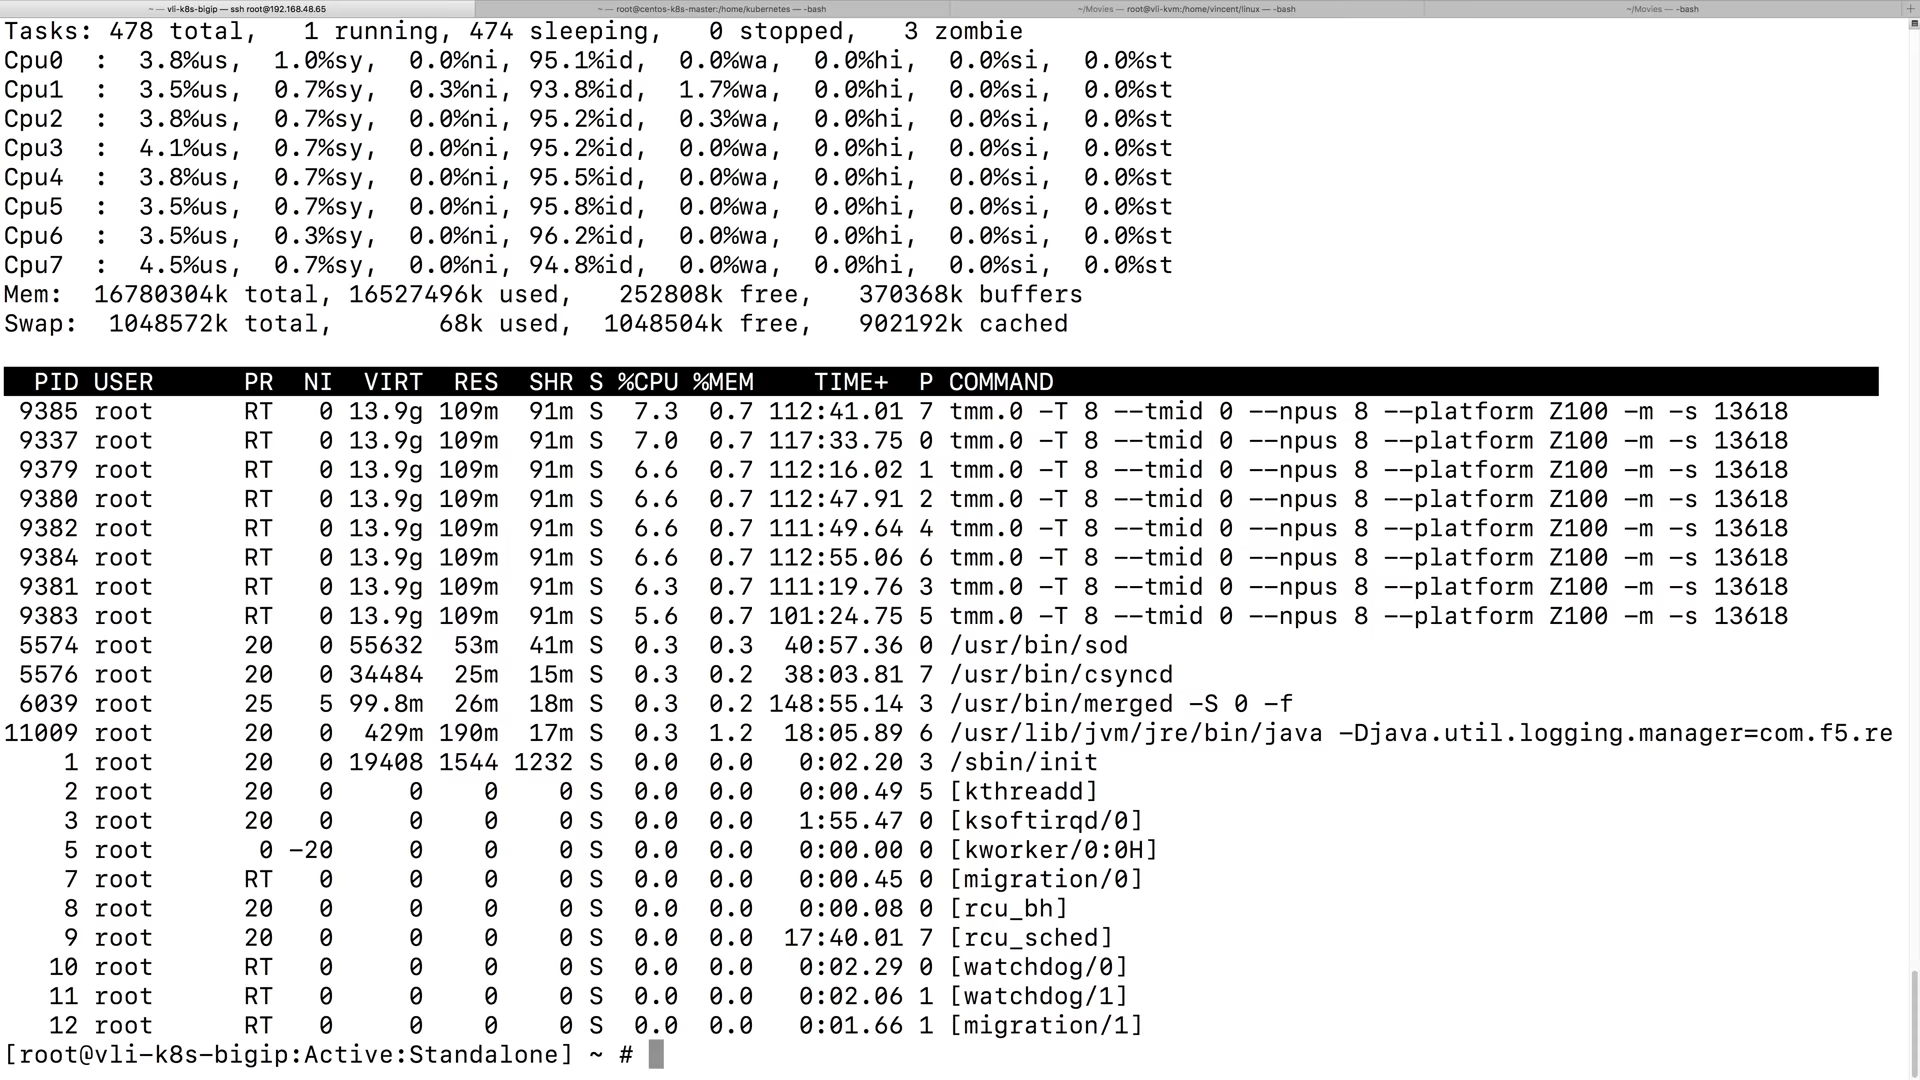 ~ — vli-k8s-bigip — ssh root@192.168.48.65
~ — root@centos-k8s-master:/home/kubernetes — -bash
~/Movies — root@vli-kvm:/home/vincent/linux — -bash
~/Movies — -bash
+
Tasks: 478 total,   1 running, 474 sleeping,   0 stopped,   3 zombie
Cpu0  :  3.8%us,  1.0%sy,  0.0%ni, 95.1%id,  0.0%wa,  0.0%hi,  0.0%si,  0.0%st
Cpu1  :  3.5%us,  0.7%sy,  0.3%ni, 93.8%id,  1.7%wa,  0.0%hi,  0.0%si,  0.0%st
Cpu2  :  3.8%us,  0.7%sy,  0.0%ni, 95.2%id,  0.3%wa,  0.0%hi,  0.0%si,  0.0%st
Cpu3  :  4.1%us,  0.7%sy,  0.0%ni, 95.2%id,  0.0%wa,  0.0%hi,  0.0%si,  0.0%st
Cpu4  :  3.8%us,  0.7%sy,  0.0%ni, 95.5%id,  0.0%wa,  0.0%hi,  0.0%si,  0.0%st
Cpu5  :  3.5%us,  0.7%sy,  0.0%ni, 95.8%id,  0.0%wa,  0.0%hi,  0.0%si,  0.0%st
Cpu6  :  3.5%us,  0.3%sy,  0.0%ni, 96.2%id,  0.0%wa,  0.0%hi,  0.0%si,  0.0%st
Cpu7  :  4.5%us,  0.7%sy,  0.0%ni, 94.8%id,  0.0%wa,  0.0%hi,  0.0%si,  0.0%st
Mem:  16780304k total, 16527496k used,   252808k free,   370368k buffers
Swap:  1048572k total,       68k used,  1048504k free,   902192k cached
PID USER      PR  NI  VIRT  RES  SHR S %CPU %MEM    TIME+  P COMMAND
9385 root      RT   0 13.9g 109m  91m S  7.3  0.7 112:41.01 7 tmm.0 -T 8 --tmid 0 --npus 8 --platform Z100 -m -s 13618
9337 root      RT   0 13.9g 109m  91m S  7.0  0.7 117:33.75 0 tmm.0 -T 8 --tmid 0 --npus 8 --platform Z100 -m -s 13618
9379 root      RT   0 13.9g 109m  91m S  6.6  0.7 112:16.02 1 tmm.0 -T 8 --tmid 0 --npus 8 --platform Z100 -m -s 13618
9380 root      RT   0 13.9g 109m  91m S  6.6  0.7 112:47.91 2 tmm.0 -T 8 --tmid 0 --npus 8 --platform Z100 -m -s 13618
9382 root      RT   0 13.9g 109m  91m S  6.6  0.7 111:49.64 4 tmm.0 -T 8 --tmid 0 --npus 8 --platform Z100 -m -s 13618
9384 root      RT   0 13.9g 109m  91m S  6.6  0.7 112:55.06 6 tmm.0 -T 8 --tmid 0 --npus 8 --platform Z100 -m -s 13618
9381 root      RT   0 13.9g 109m  91m S  6.3  0.7 111:19.76 3 tmm.0 -T 8 --tmid 0 --npus 8 --platform Z100 -m -s 13618
9383 root      RT   0 13.9g 109m  91m S  5.6  0.7 101:24.75 5 tmm.0 -T 8 --tmid 0 --npus 8 --platform Z100 -m -s 13618
5574 root      20   0 55632  53m  41m S  0.3  0.3  40:57.36 0 /usr/bin/sod
5576 root      20   0 34484  25m  15m S  0.3  0.2  38:03.81 7 /usr/bin/csyncd
6039 root      25   5 99.8m  26m  18m S  0.3  0.2 148:55.14 3 /usr/bin/merged -S 0 -f
11009 root      20   0  429m 190m  17m S  0.3  1.2  18:05.89 6 /usr/lib/jvm/jre/bin/java -Djava.util.logging.manager=com.f5.re
1 root      20   0 19408 1544 1232 S  0.0  0.0   0:02.20 3 /sbin/init
2 root      20   0     0    0    0 S  0.0  0.0   0:00.49 5 [kthreadd]
3 root      20   0     0    0    0 S  0.0  0.0   1:55.47 0 [ksoftirqd/0]
5 root       0 -20     0    0    0 S  0.0  0.0   0:00.00 0 [kworker/0:0H]
7 root      RT   0     0    0    0 S  0.0  0.0   0:00.45 0 [migration/0]
8 root      20   0     0    0    0 S  0.0  0.0   0:00.08 0 [rcu_bh]
9 root      20   0     0    0    0 S  0.0  0.0  17:40.01 7 [rcu_sched]
10 root      RT   0     0    0    0 S  0.0  0.0   0:02.29 0 [watchdog/0]
11 root      RT   0     0    0    0 S  0.0  0.0   0:02.06 1 [watchdog/1]
12 root      RT   0     0    0    0 S  0.0  0.0   0:01.66 1 [migration/1]
[root@vli-k8s-bigip:Active:Standalone] ~ #